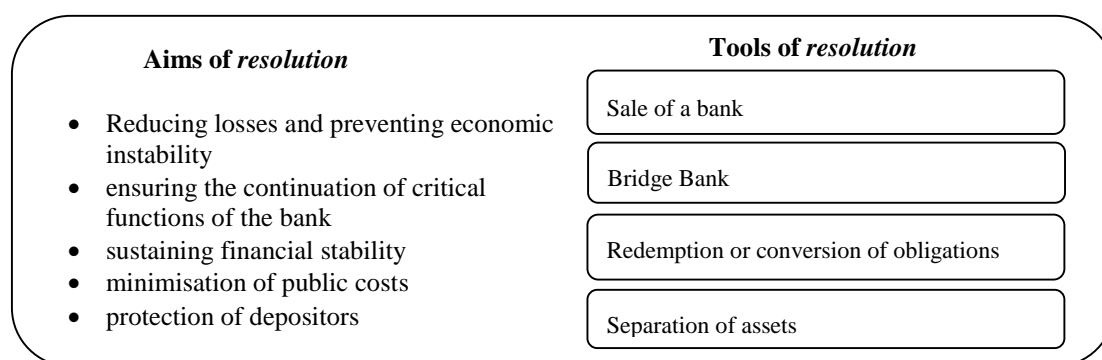 Aims of resolution
• Reducing losses and preventing economic
instability
• ensuring the continuation of critical
functions of the bank
• sustaining financial stability
• minimisation of public costs
• protection of depositors
Tools of resolution
Sale of a bank
Bridge Bank
Redemption or conversion of obligations
Separation of assets